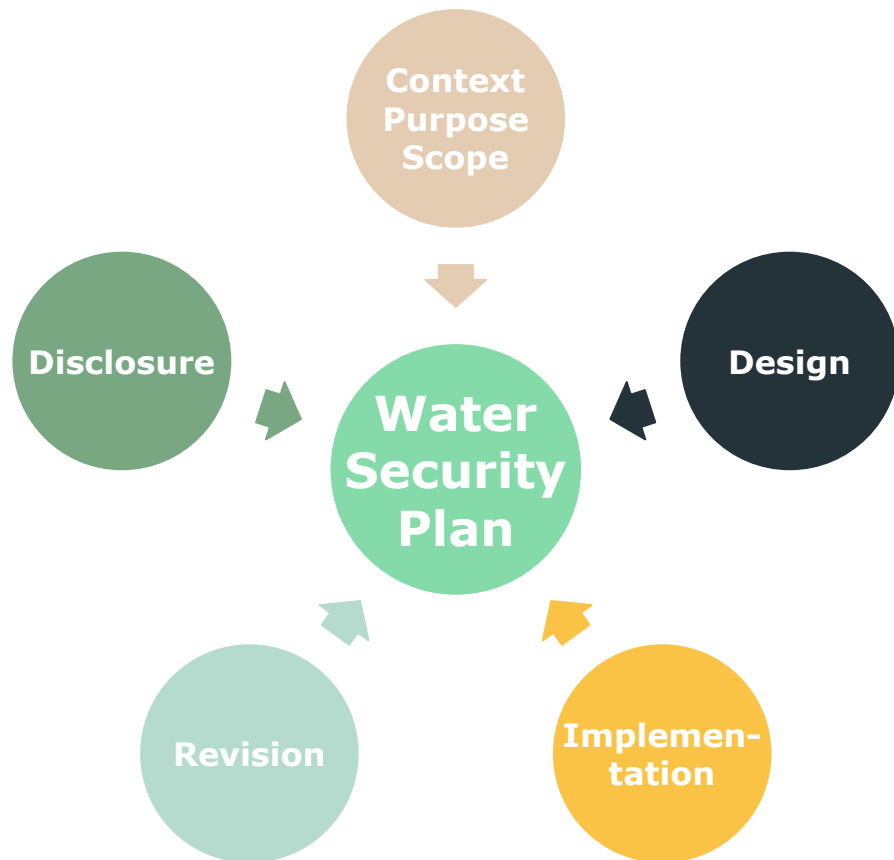 Context
Purpose
Scope
Disclosure
Design
Water
Security
Plan
Revision
Implemen-
tation